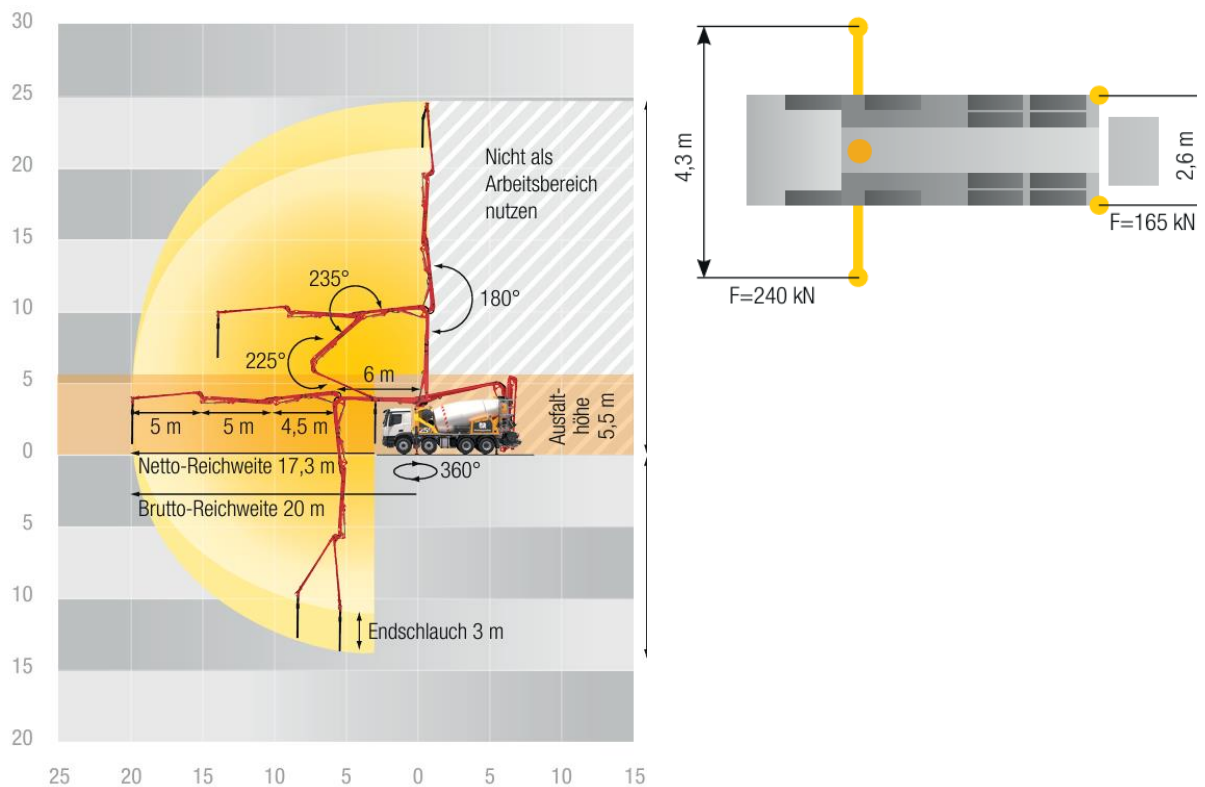 30
25
20
15
10
5
0
5
10
15
20
25
20
15
10
5
0
5
10
15
Nicht als
Arbeitsbereich
nutzen
235°
180°
225°
6 m
5 m
5 m
4,5 m
Ausfalt-
höhe
5,5 m
Netto-Reichweite 17,3 m
360°
Brutto-Reichweite 20 m
Endschlauch 3 m
4,3 m
2,6 m
F=165 kN
F=240 kN